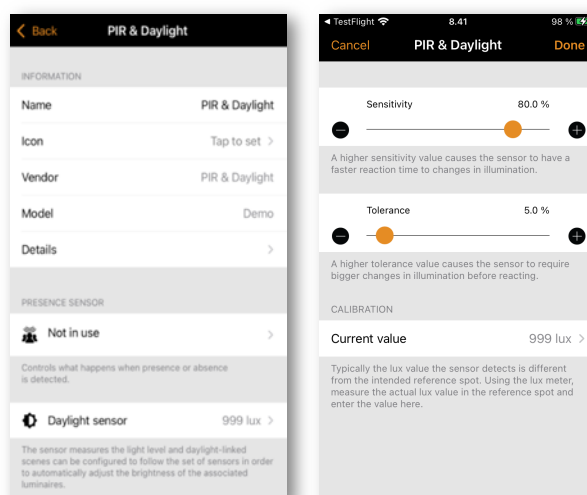 Back PIR & Daylight
INFORMATION
Name PIR & Daylight
Icon Tap to set >
Vendor PIR & Daylight
Model Demo
Details >
PRESENCE SENSOR
Not in use >
Controls what happens when presence or absence
is detected.
Daylight sensor 999 lux >
The sensor measures the light level and daylight-linked
scenes can be configured to follow the set of sensors in order
to automatically adjust the brightness of the associated
luminaires.
TestFlight 8.41 98 %
Cancel PIR & Daylight Done
Sensitivity 80.0 %
A higher sensitivity value causes the sensor to have a
faster reaction time to changes in illumination.
Tolerance 5.0 %
A higher tolerance value causes the sensor to require
bigger changes in illumination before reacting.
CALIBRATION
Current value 999 lux >
Typically the lux value the sensor detects is different
from the intended reference spot. Using the lux meter,
measure the actual lux value in the reference spot and
enter the value here.